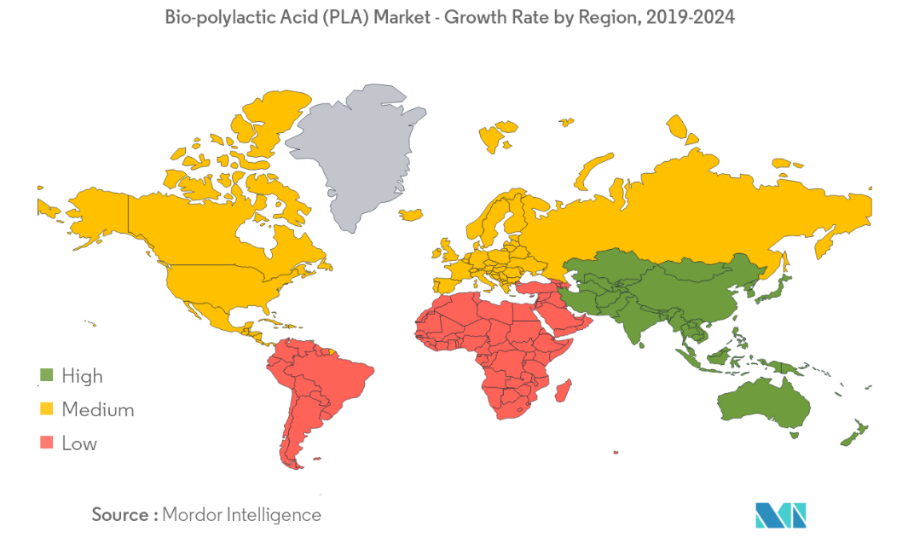 Bio-polylactic Acid (PLA) Market - Growth Rate by Region, 2019-2024
High
Medium
Low
Source : Mordor Intelligence